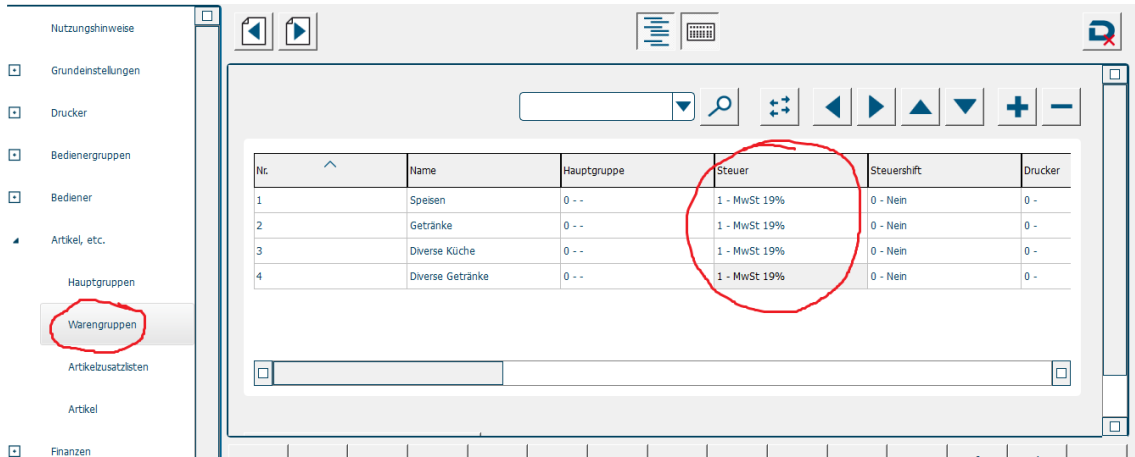 Nutzungshinweise
Grundeinstellungen
Drucker
Bedienergruppen
Bediener
Artikel, etc.
Hauptgruppen
Warengruppen
Artikelzusatzlisten
Artikel
Finanzen
Nr. Name Hauptgruppe Steuer Steuershift Drucker
1 Speisen 0 - - 1 - MwSt 19% 0 - Nein 0 -
2 Getränke 0 - - 1 - MwSt 19% 0 - Nein 0 -
3 Diverse Küche 0 - - 1 - MwSt 19% 0 - Nein 0 -
4 Diverse Getränke 0 - - 1 - MwSt 19% 0 - Nein 0 -